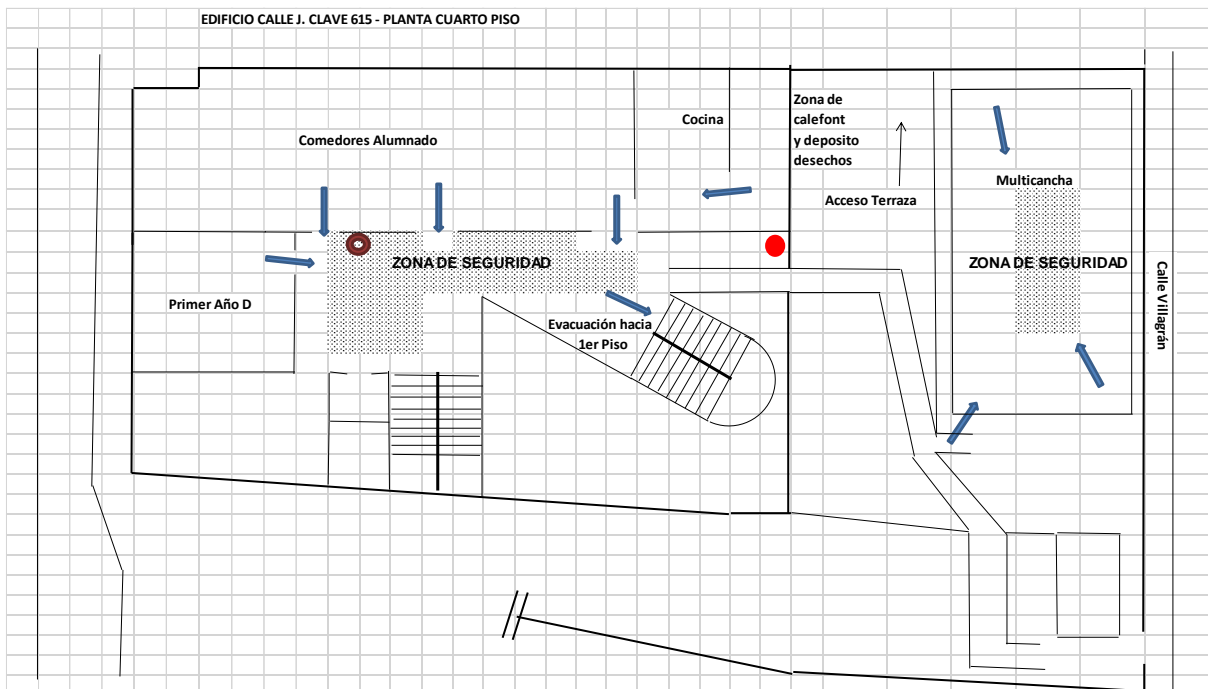 EDIFICIO CALLE J. CLAVE 615 - PLANTA CUARTO PISO
Comedores Alumnado
Cocina
Zona de
calefont
y deposito
desechos
Acceso Terraza
Multicancha
ZONA DE SEGURIDAD
ZONA DE SEGURIDAD
Primer Año D
Evacuación hacia
1er Piso
Calle Villagrán